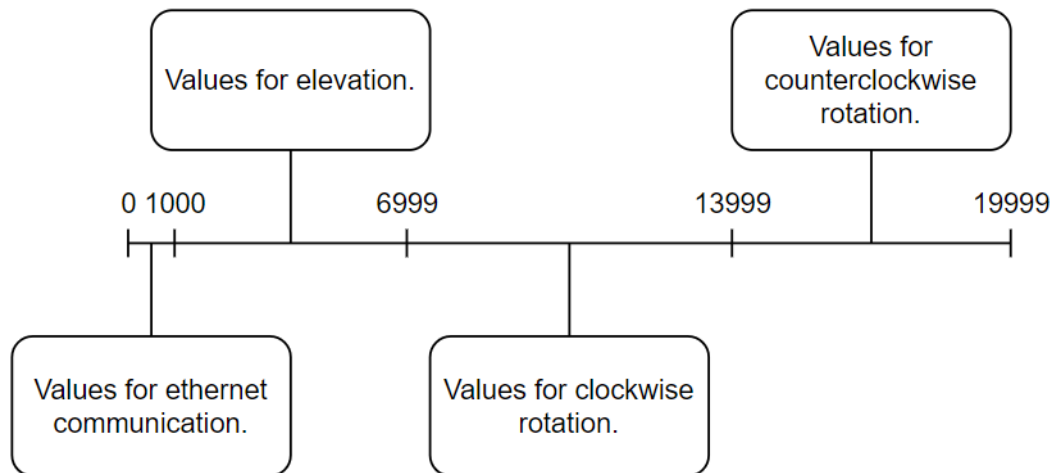 Values for elevation.
Values for
counterclockwise
rotation.
0 1000 6999 13999 19999
Values for ethernet
communication.
Values for clockwise
rotation.